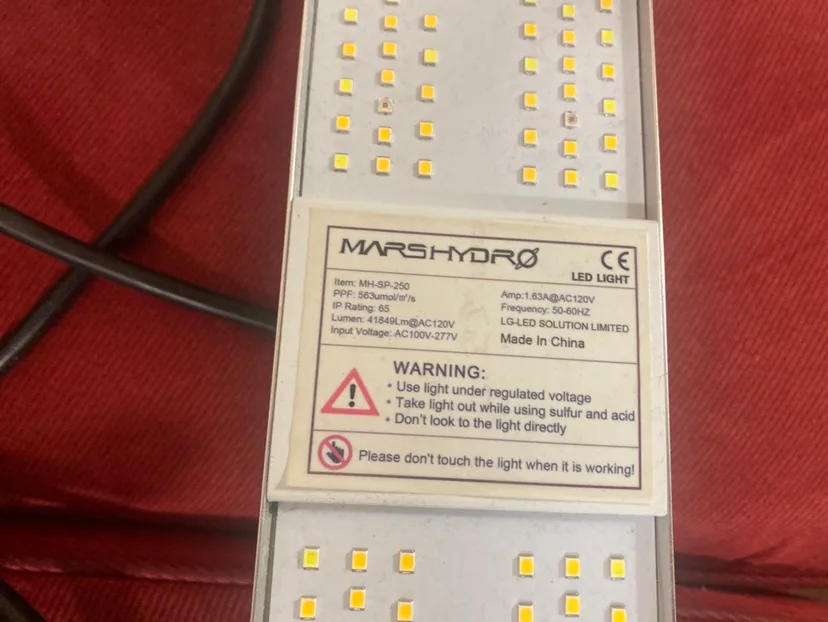 MARSHYDRO
CE
LED LIGHT
Item: MH-SP-250
PPF: 563umol/m²/s
IP Rating: 65
Lumen: 41849Lm@AC120V
Input Voltage: AC100V-277V
Amp:1.63A@AC120V
Frequency: 50-60HZ
LG-LED SOLUTION LIMITED
Made In China
WARNING:
• Use light under regulated voltage
• Take light out while using sulfur and acid
• Don't look to the light directly
Please don't touch the light when it is working!